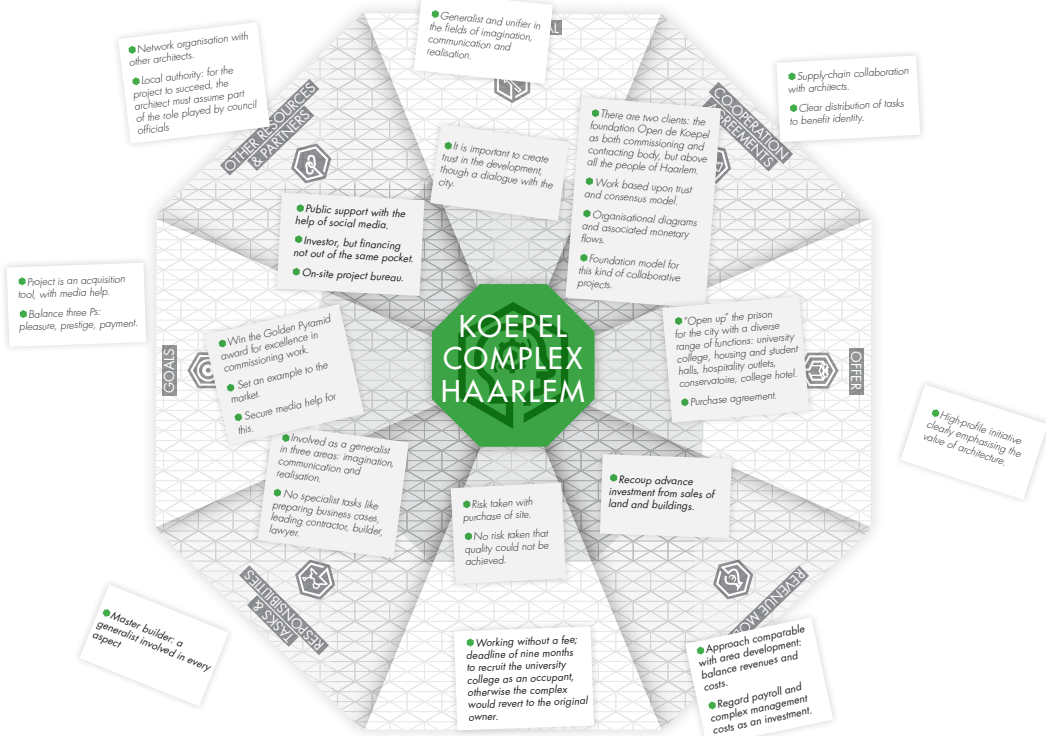 Generalist and unifier in
the fields of imagination,
communication and
realisation.
Network organisation with
other architects.
Local authority: for the
project to succeed, the
architect must assume part
of the role played by council
officials
Supply-chain collaboration
with architects.
Clear distribution of tasks
to benefit identity.
OTHER RESOURCES
& PARTNERS
COOPERATION
It is important to create
trust in the development,
though a dialogue with the
city.
There are two clients: the
foundation Open de Koepel
as both commissioning and
contracting body, but above
all the people of Haarlem.
Work based upon trust
and consensus model.
Organisational diagrams
and associated monetary
flows.
Foundation model for
this kind of collaborative
projects.
Public support with the
help of social media.
Investor, but financing
not out of the same pocket.
On-site project bureau.
Project is an acquisition
tool, with media help.
Balance three Ps:
pleasure, prestige, payment.
GOALS
Win the Golden Pyramid
award for excellence in
commissioning work.
Set an example to the
market.
Secure media help for
this.
KOEPEL
COMPLEX
HAARLEM
"Open up" the prison
for the city with a diverse
range of functions: university
college, housing and student
halls, hospitality outlets,
conservatoire, college hotel.
Purchase agreement.
OFFER
High-profile initiative
clearly emphasising the
value of architecture.
Involved as a generalist
in three areas: imagination,
communication and
realisation.
No specialist tasks like
preparing business cases,
leading contractor, builder,
lawyer.
Risk taken with
purchase of site.
No risk taken that
quality could not be
achieved.
Recoup advance
investment from sales of
land and buildings.
TASKS &
RESPONSIBILITIES
REVENUE
Master builder: a
generalist involved in every
aspect
Working without a fee;
deadline of nine months
to recruit the university
college as an occupant,
otherwise the complex
would revert to the original
owner.
Approach comparable
with area development:
balance revenues and
costs.
Regard payroll and
complex management
costs as an investment.